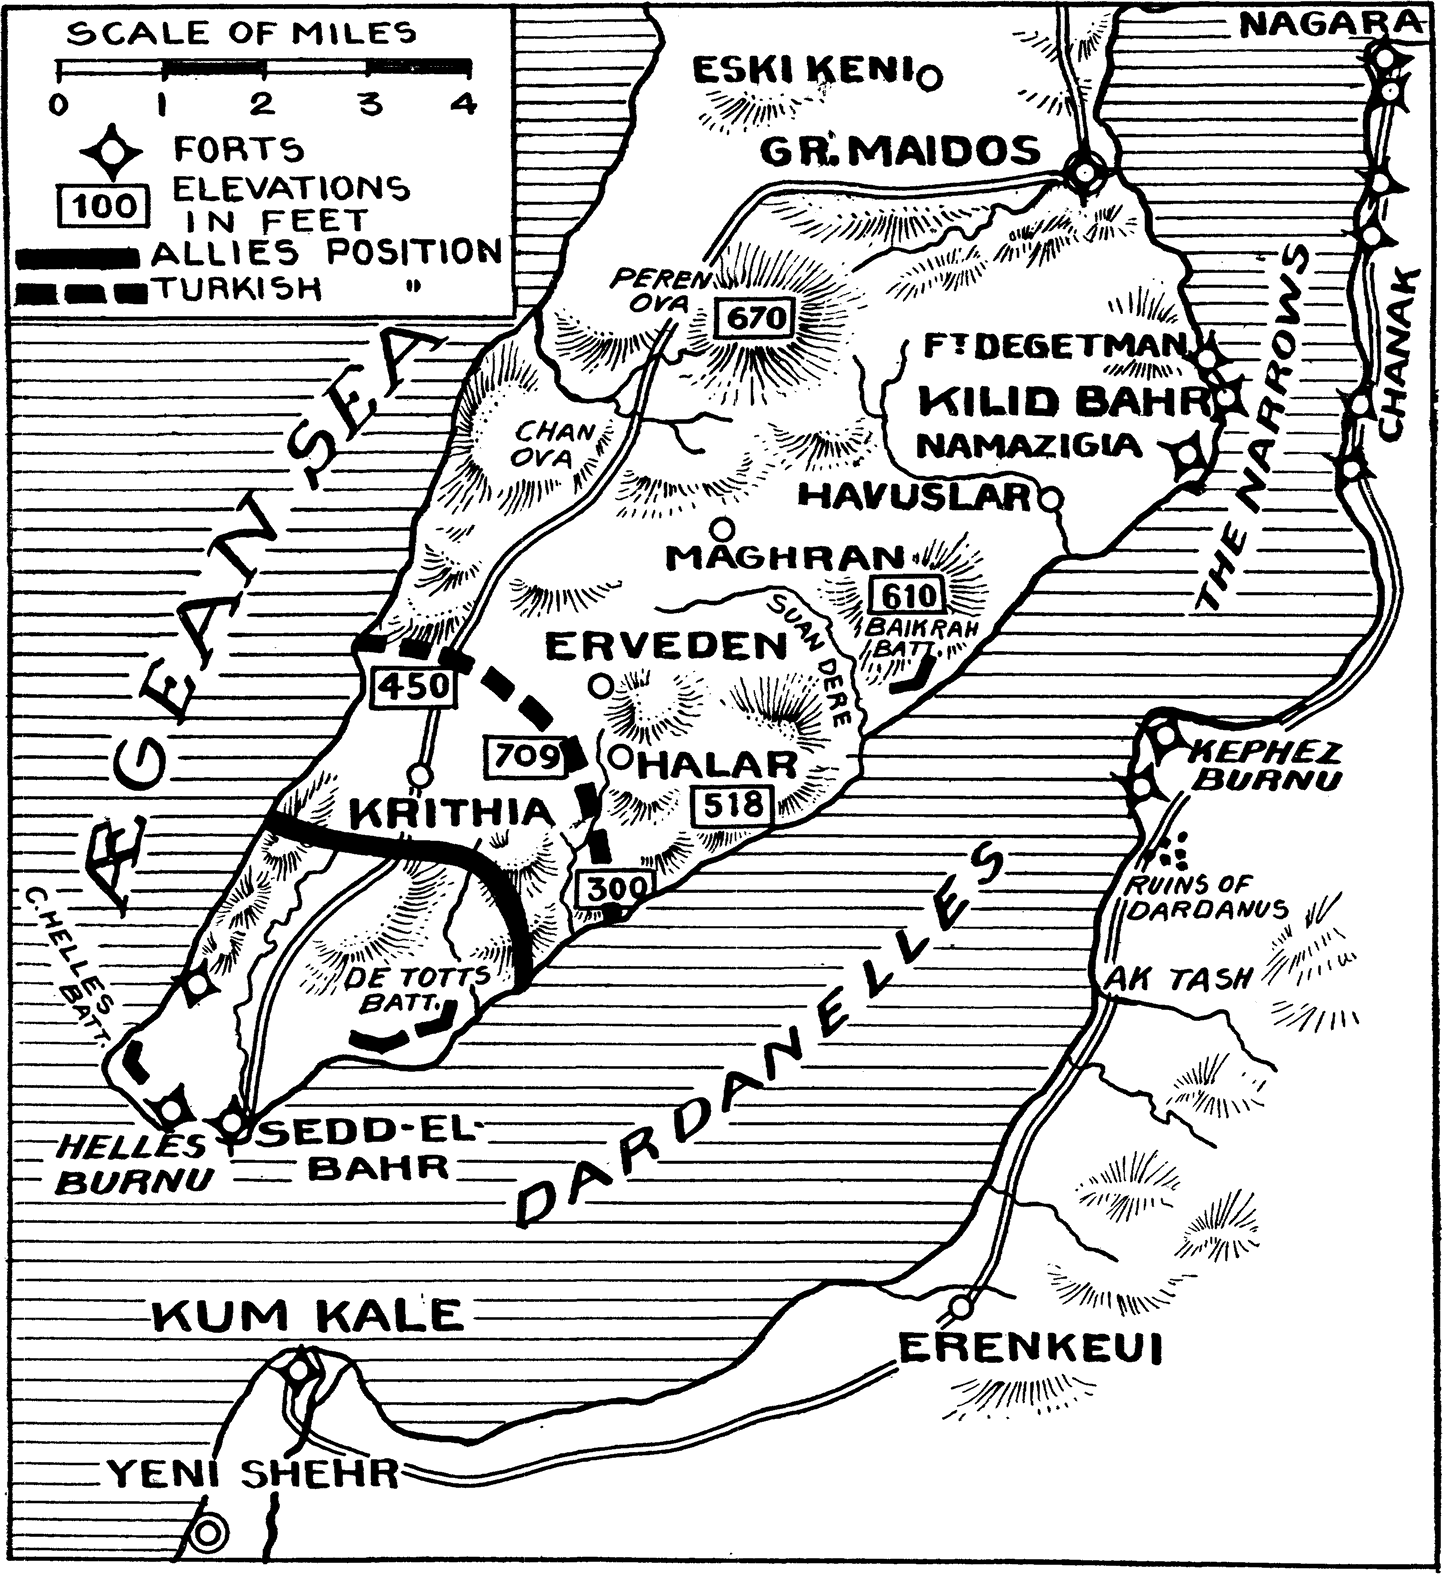 SCALE OF MILES
0 1 2 3 4
FORTS
100
ELEVATIONS
IN FEET
ALLIES POSITION
TURKISH "
NAGARA
ESKI KENI
GR. MAIDOS
PEREN
OVA
670
THE NARROWS
CHANAK
FT. DEGETMAN
KILID BAHR
NAMAZIGIA
CHAN
OVA
HAVUSLAR
MAGHRAN
610
BAIKRAH
BATT.
SUAN DERE
ERVEDEN
450
709
HALAR
518
KRITHIA
300
ÆGEAN SEA
KEPHEZ
BURNU
RUINS OF
DARDANUS
AK TASH
C. HELLES
BATT.
DE TOTTS
BATT.
DARDANELLES
HELLES
BURNU
SEDD-EL-
BAHR
KUM KALE
ERENKEUI
YENI SHEHR